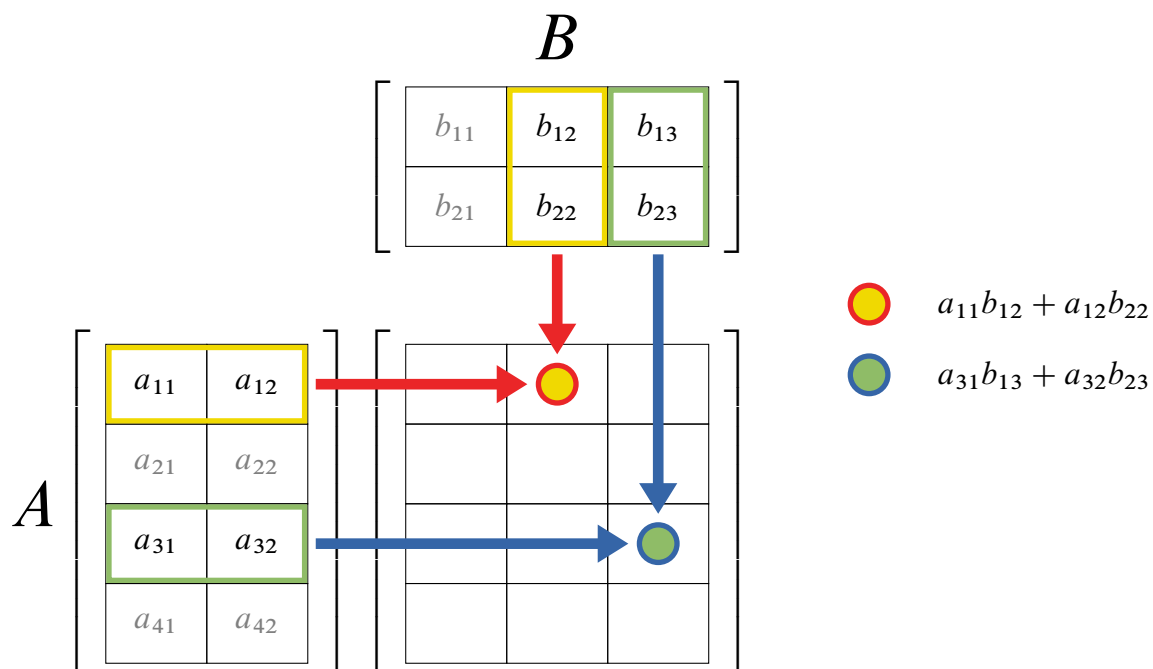 B
b₁₁ b₁₂ b₁₃
b₂₁ b₂₂ b₂₃
a₁₁b₁₂ + a₁₂b₂₂
a₁₁ a₁₂
a₃₁b₁₃ + a₃₂b₂₃
a₂₁ a₂₂
A
a₃₁ a₃₂
a₄₁ a₄₂